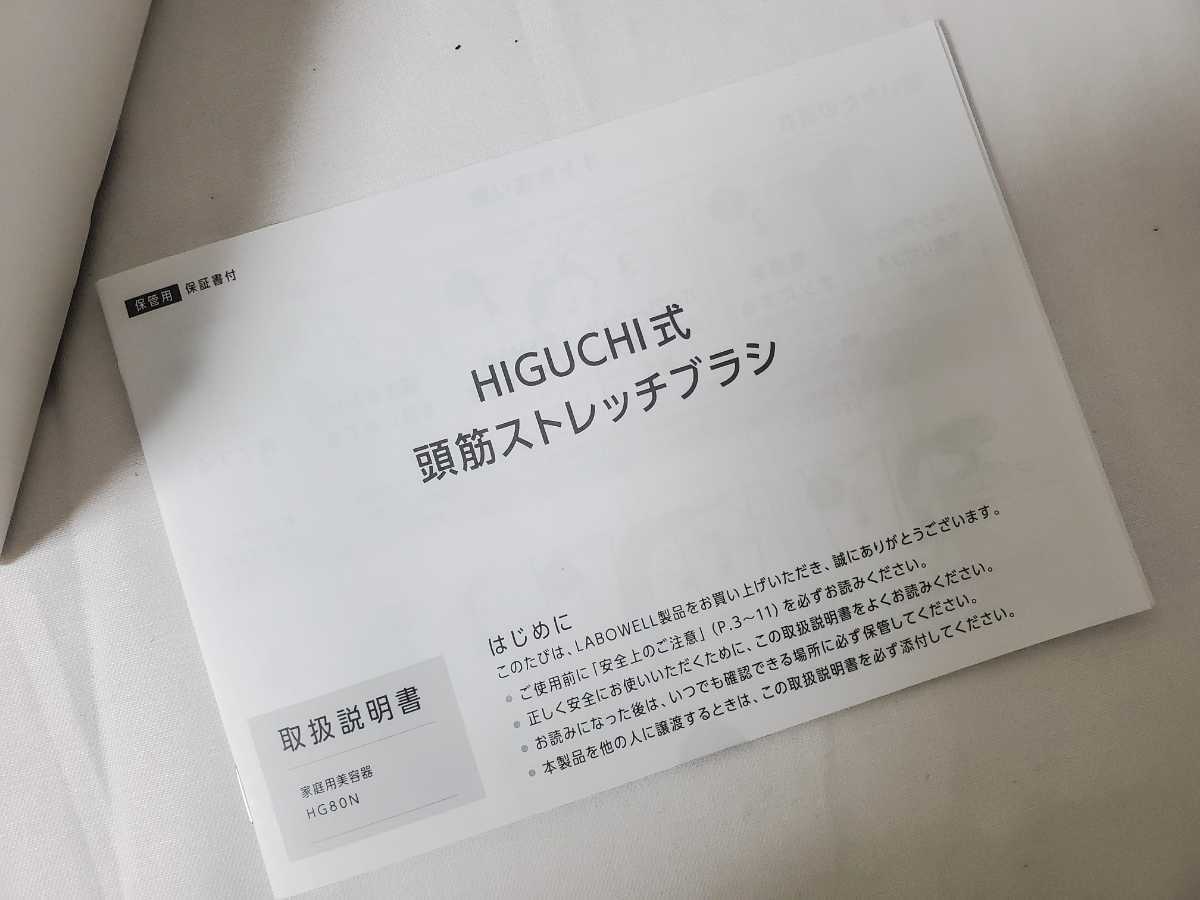 保管用 保証書付
HIGUCHI式
頭筋ストレッチブラシ
はじめに
このたびは、LABOWELL製品をお買い上げいただき、誠にありがとうございます。
● ご使用前に「安全上のご注意」(P.3〜11)を必ずお読みください。
● 正しく安全にお使いいただくために、この取扱説明書をよくお読みください。
● お読みになった後は、いつでも確認できる場所に必ず保管してください。
● 本製品を他の人に譲渡するときは、この取扱説明書を必ず添付してください。
取扱説明書
家庭用美容器
HG80N